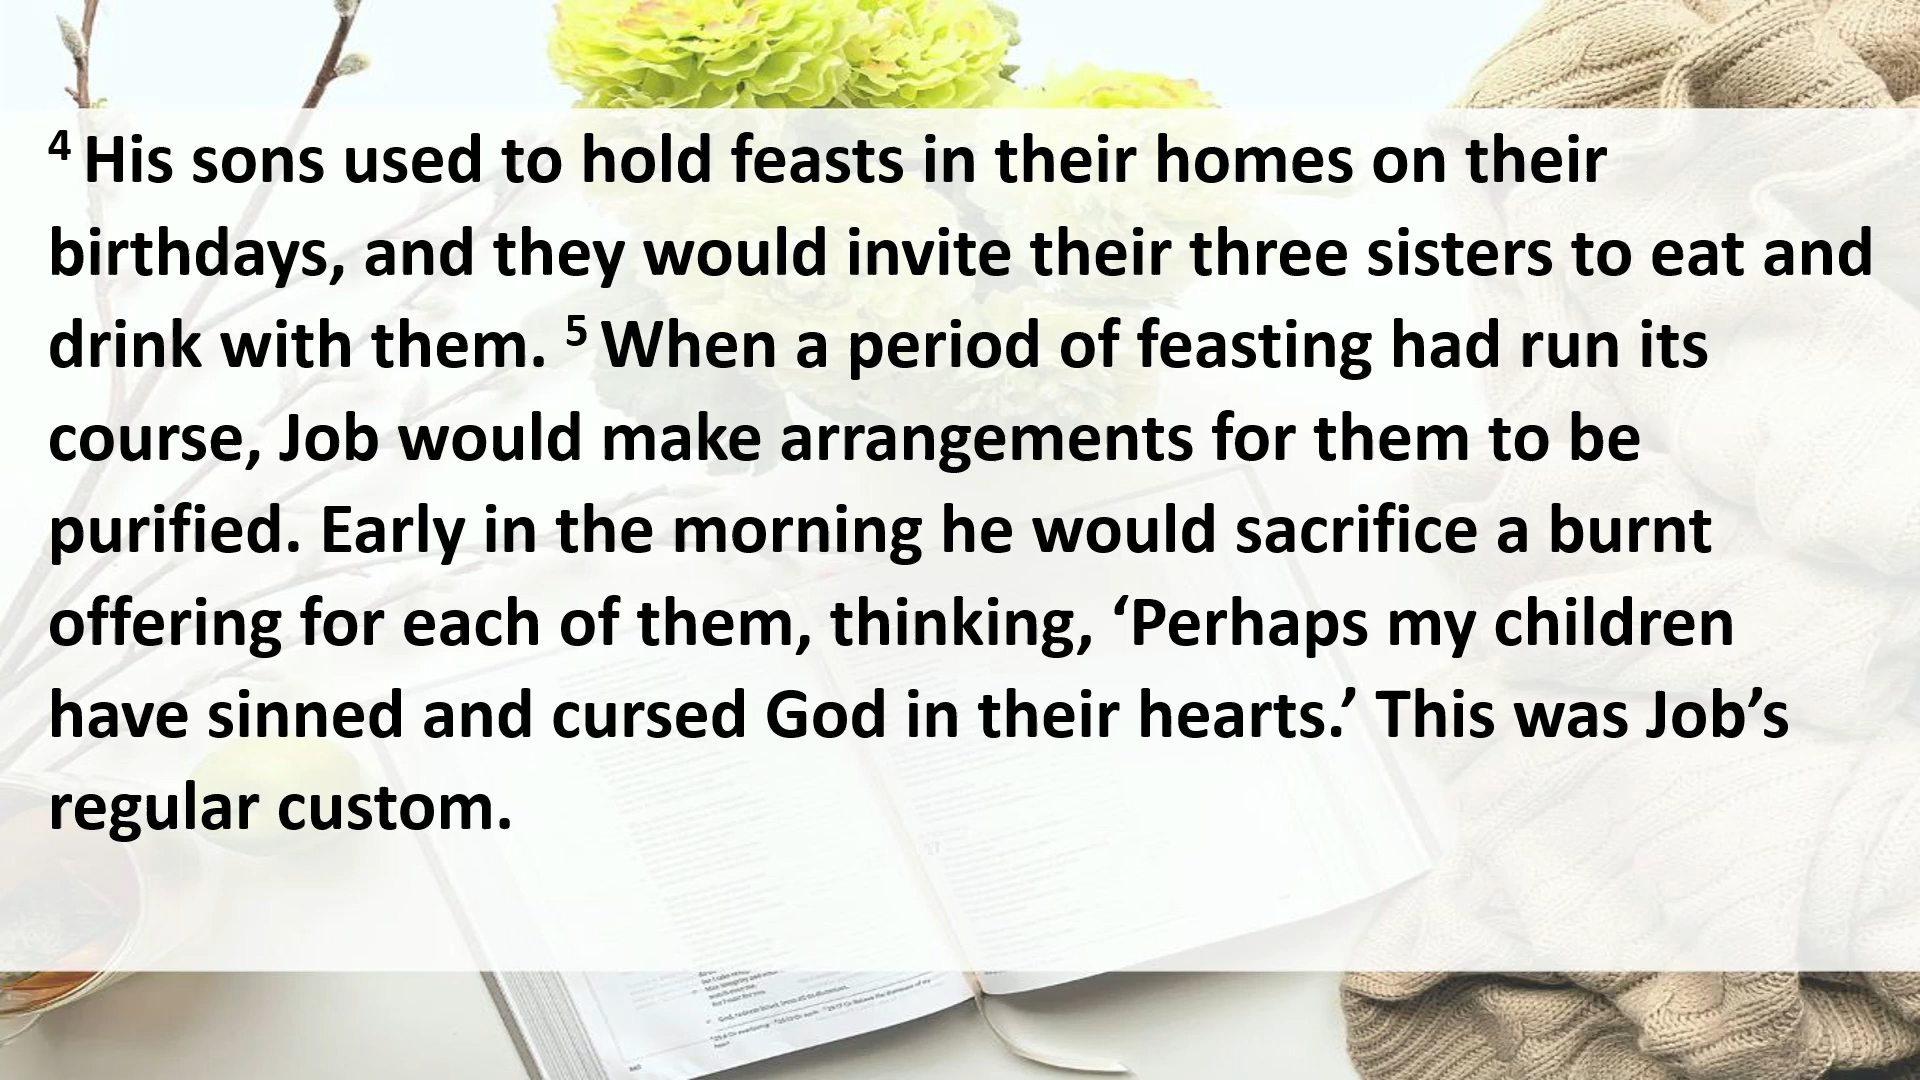 4 His sons used to hold feasts in their homes on their
birthdays, and they would invite their three sisters to eat and
drink with them. 5 When a period of feasting had run its
course, Job would make arrangements for them to be
purified. Early in the morning he would sacrifice a burnt
offering for each of them, thinking, ‘Perhaps my children
have sinned and cursed God in their hearts.’ This was Job’s
regular custom.